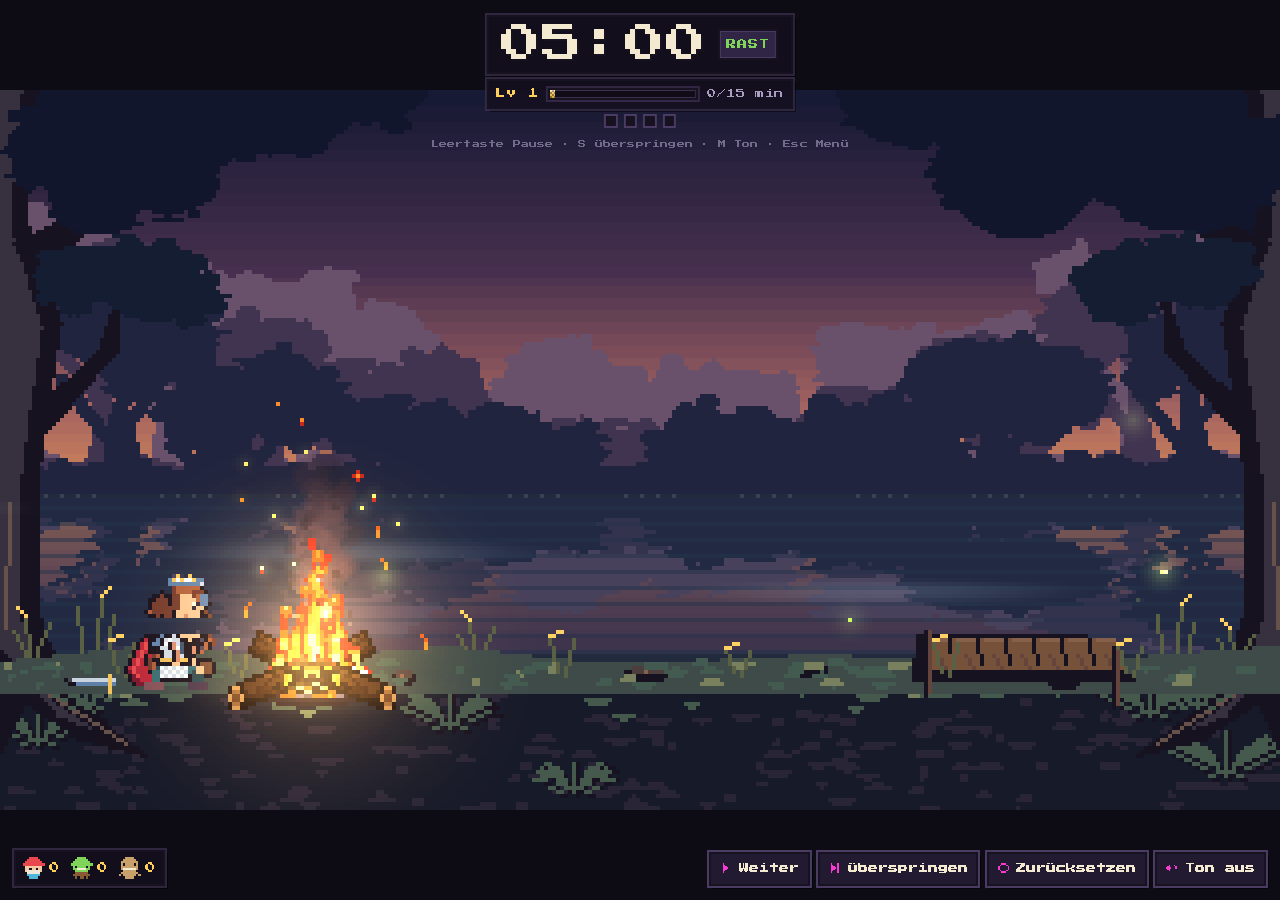 05:00 RAST
Lv 1 0/15 min
Leertaste Pause · S überspringen · M Ton · Esc Menü
0 0 0
Weiter überspringen Zurücksetzen Ton aus